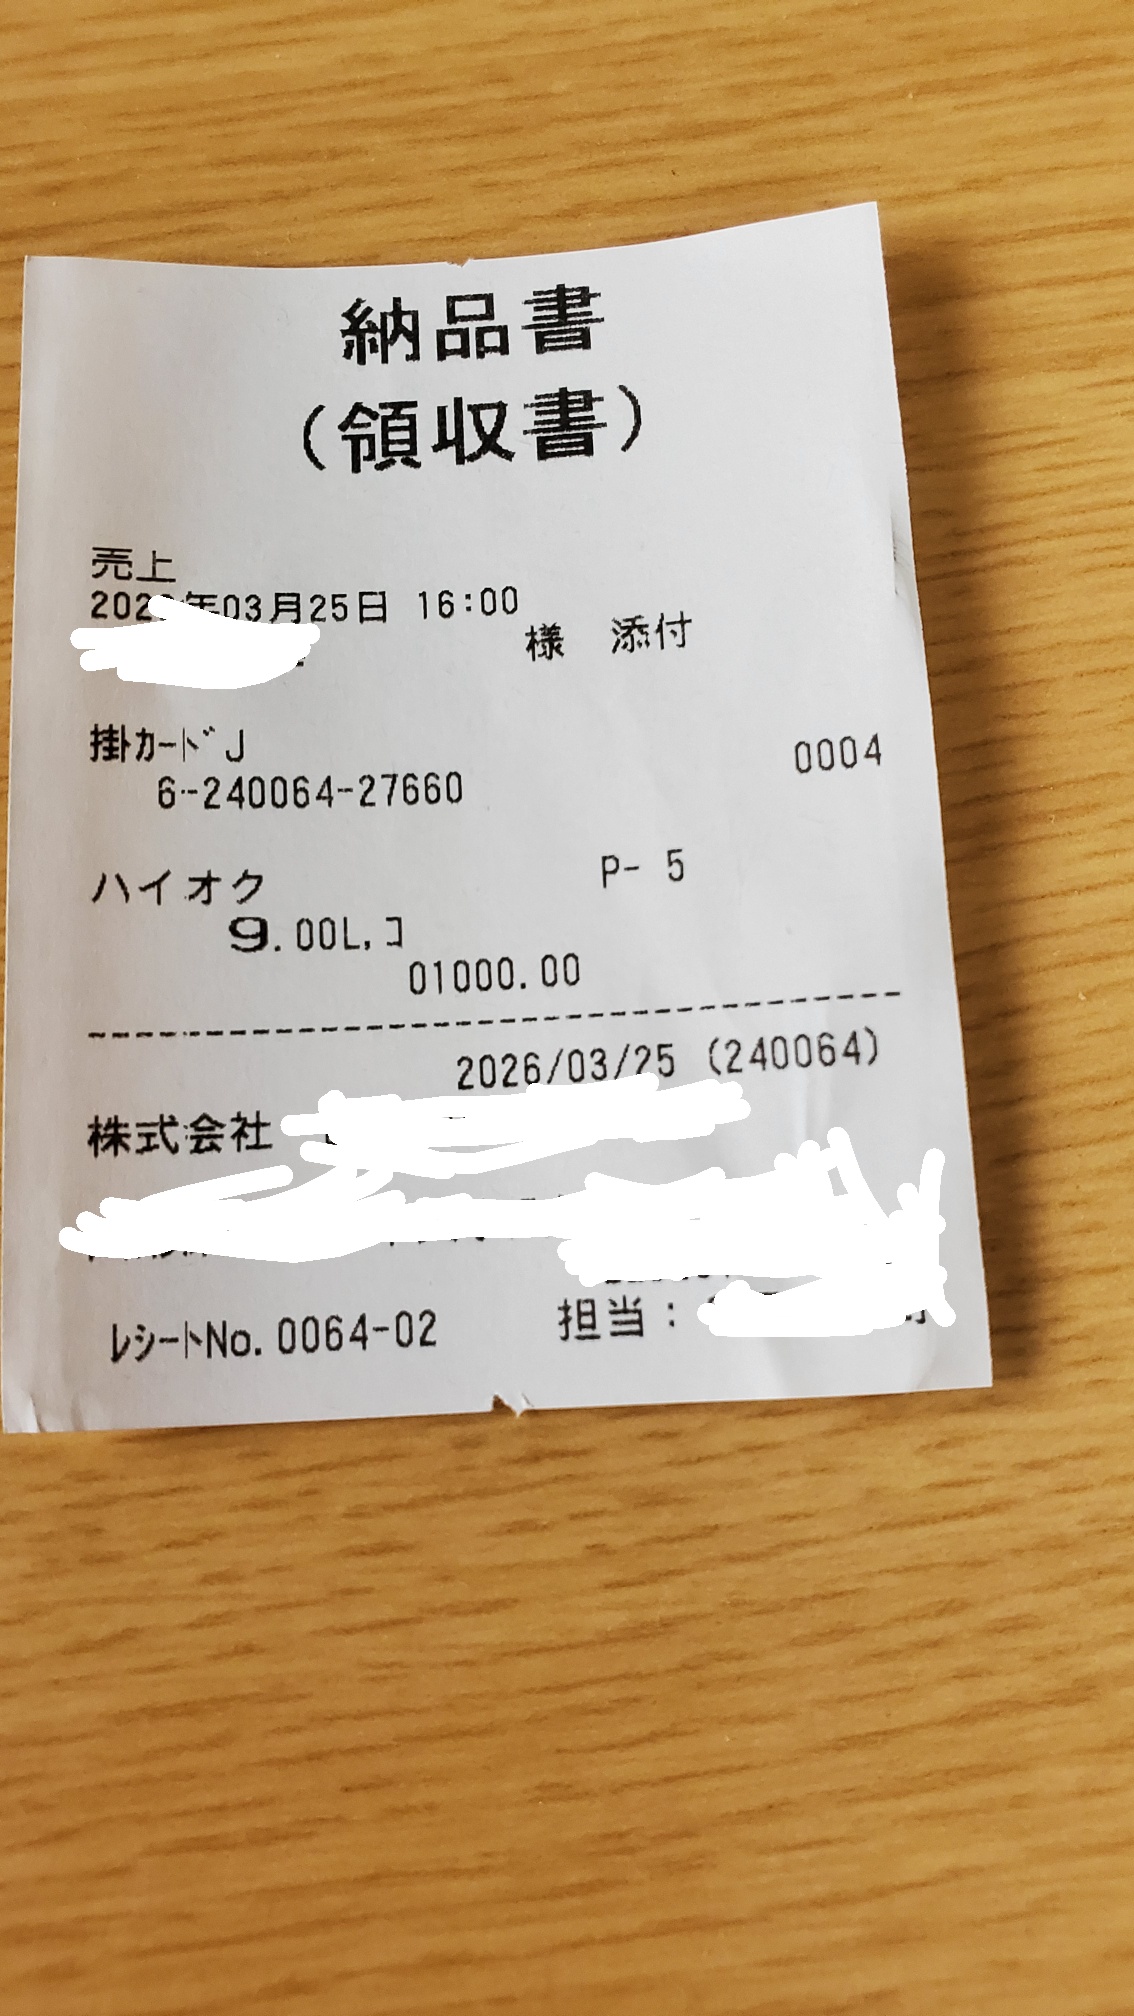 納品書
(領収書)
売上
202 年03月25日 16:00
様 添付
掛カードJ
0004
6-240064-27660
ハイオク P- 5
9.00L,コ
01000.00
2026/03/25 (240064)
株式会社
レシートNo. 0064-02 担当: